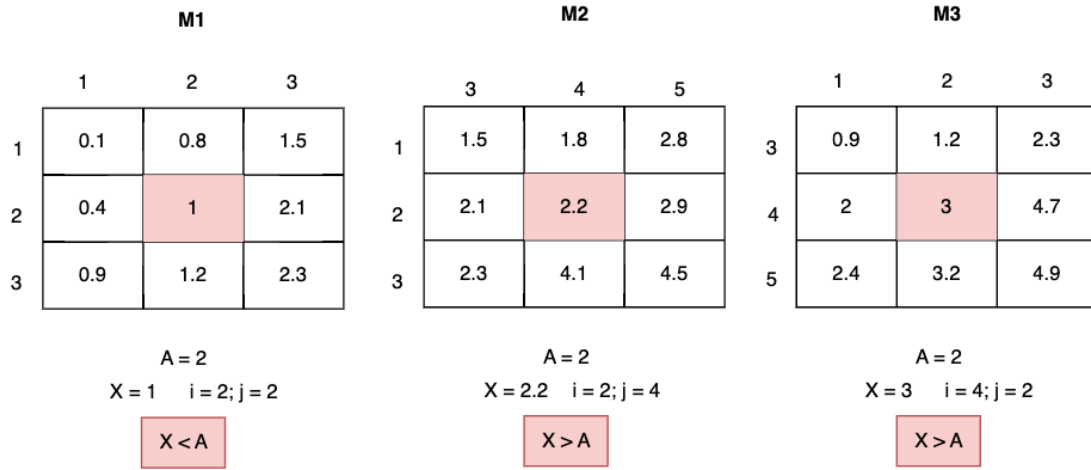 M1
1 2 3
1 0.1 0.8 1.5
2 0.4 1 2.1
3 0.9 1.2 2.3
A = 2
X = 1 i = 2; j = 2
X < A
M2
3 4 5
1 1.5 1.8 2.8
2 2.1 2.2 2.9
3 2.3 4.1 4.5
A = 2
X = 2.2 i = 2; j = 4
X > A
M3
1 2 3
3 0.9 1.2 2.3
4 2 3 4.7
5 2.4 3.2 4.9
A = 2
X = 3 i = 4; j = 2
X > A